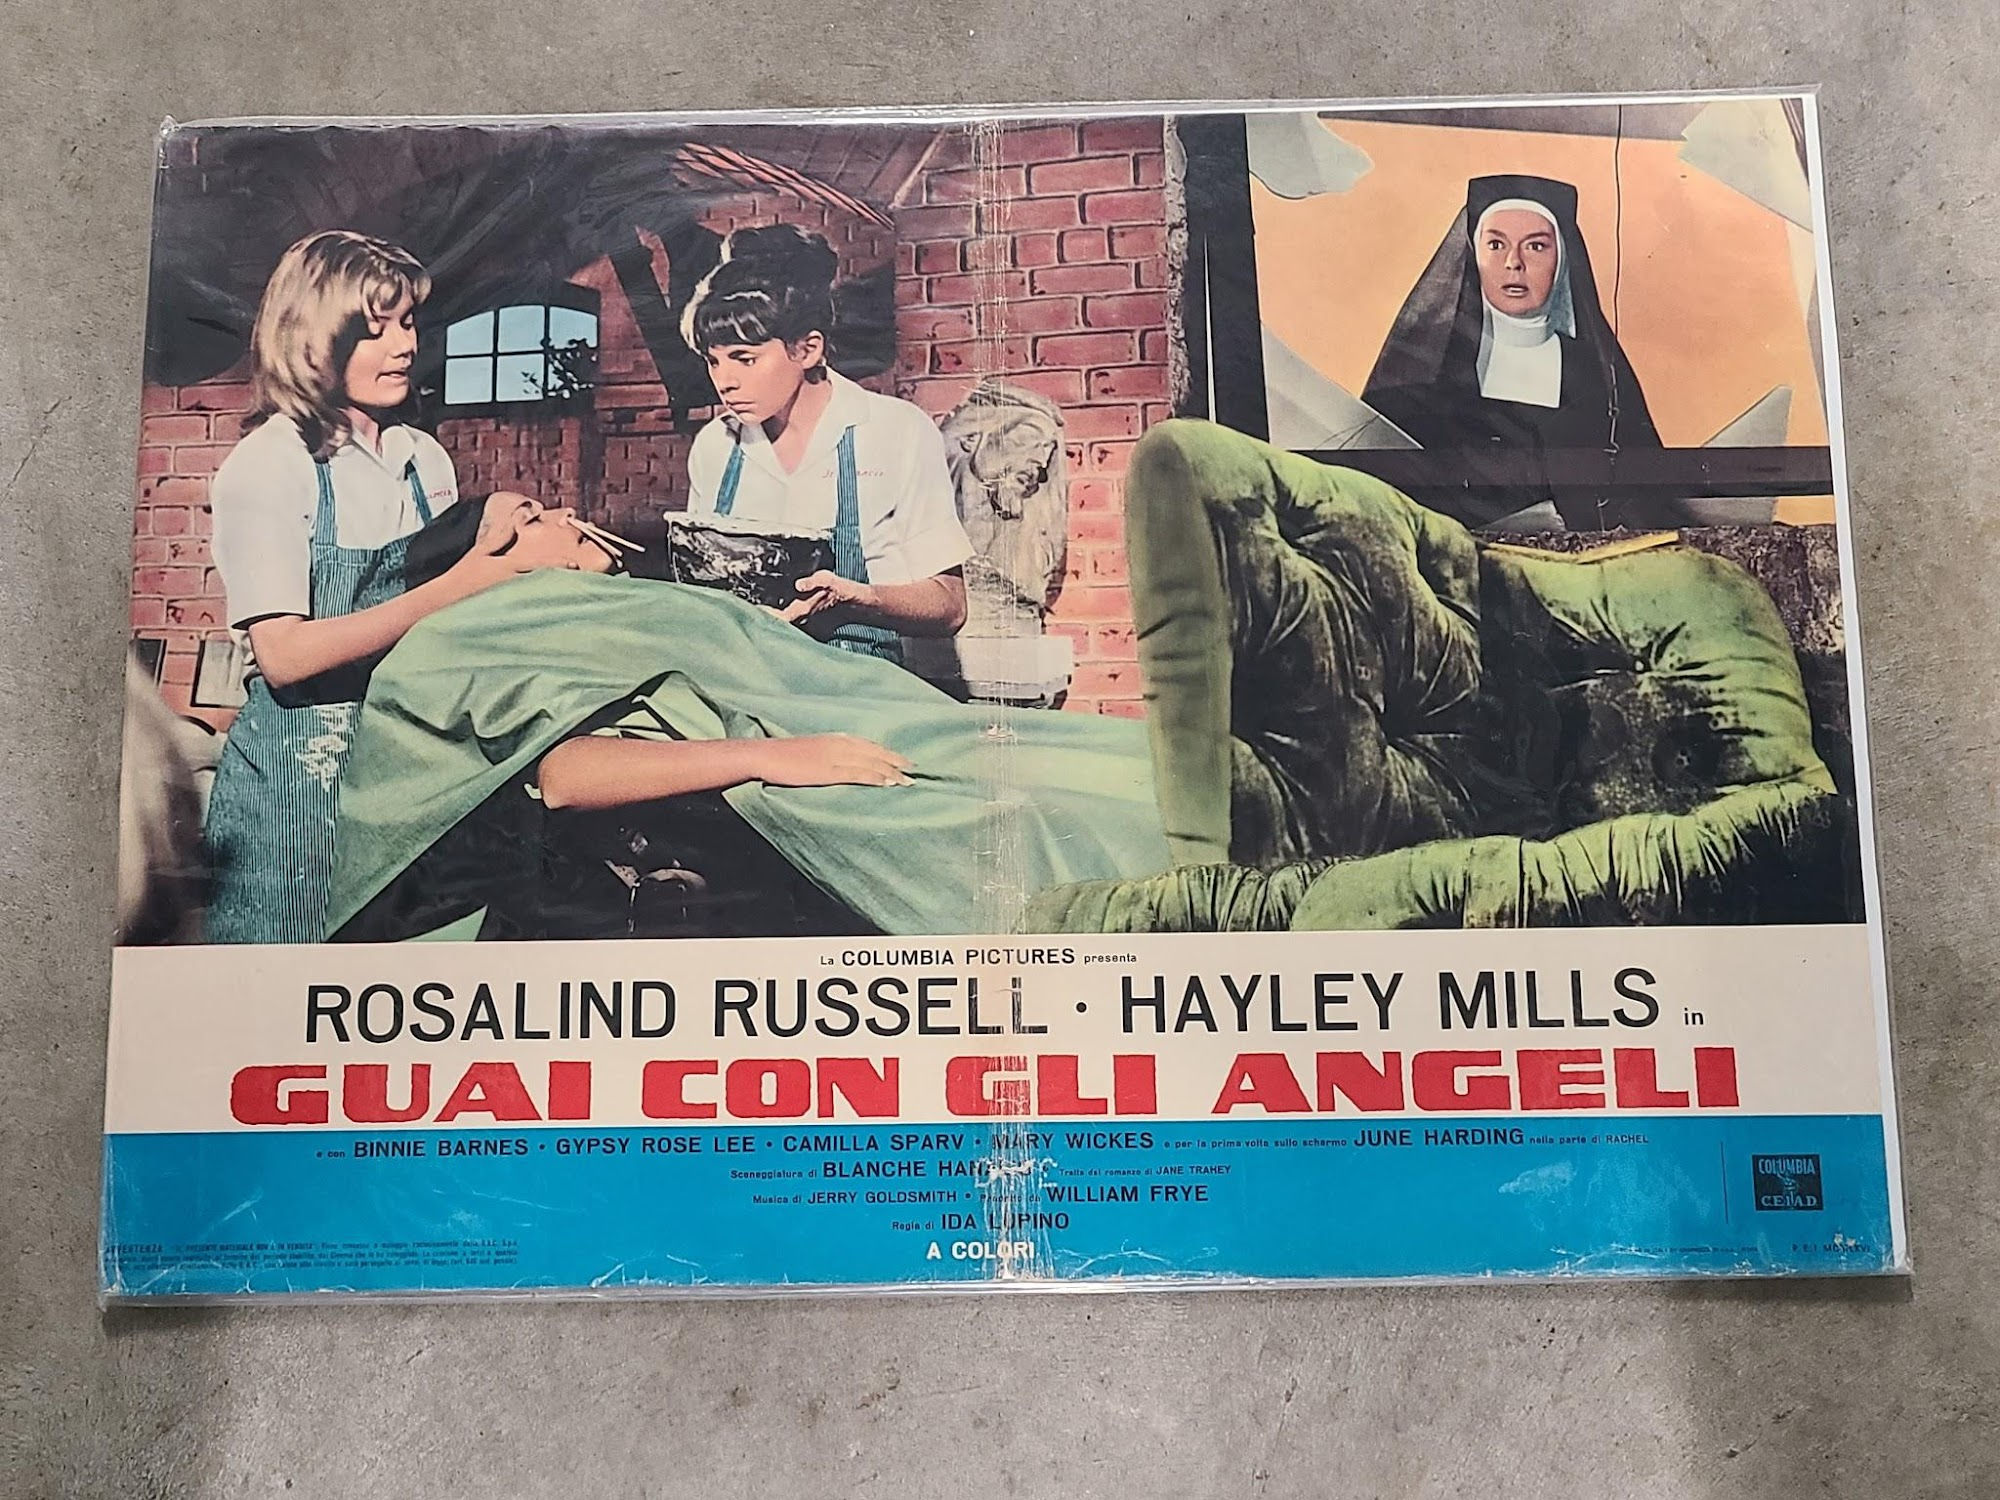 La COLUMBIA PICTURES presenta
ROSALIND RUSSELL · HAYLEY MILLS in
GUAI CON GLI ANGELI
e con BINNIE BARNES · GYPSY ROSE LEE · CAMILLA SPARV · MARY WICKES e per la prima volta sullo schermo JUNE HARDING nella parte di RACHEL
Sceneggiatura di BLANCHE · Tratta dal romanzo di JANE TRAHEY
Musica di JERRY GOLDSMITH · Prodotto da WILLIAM FRYE
Regia di IDA LUPINO
A COLORI
COLUMBIA
C.E.I.A.D.
AVVERTENZA